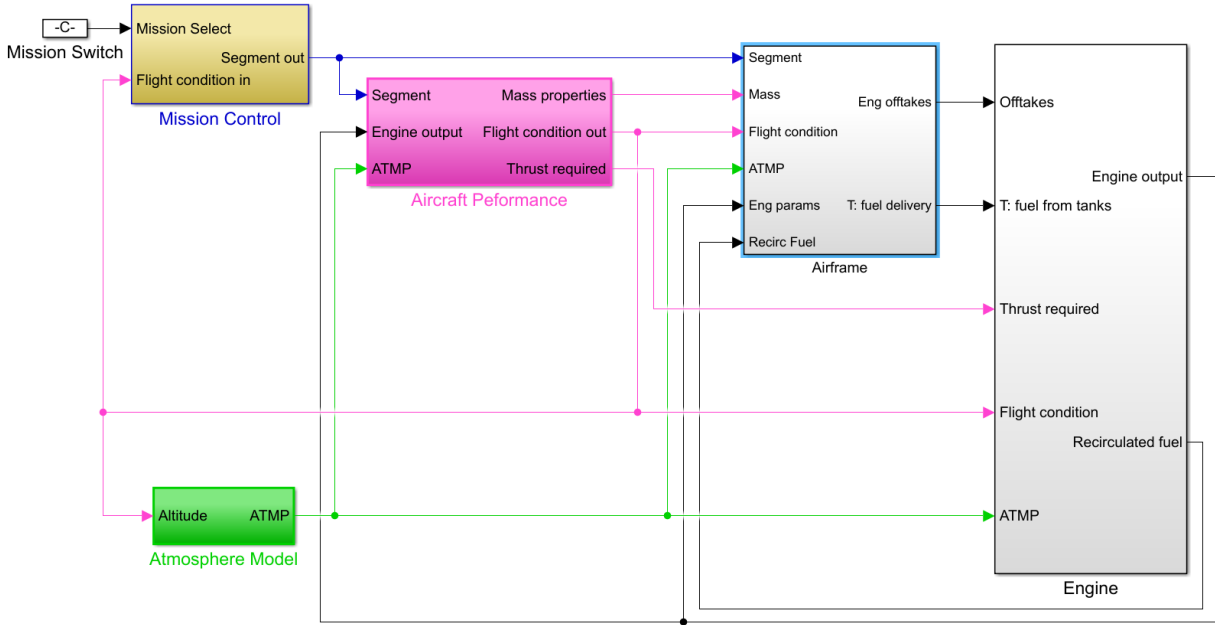 -C-
Mission Switch
Mission Select
Flight condition in
Segment out
Mission Control
Segment
Engine output
ATMP
Mass properties
Flight condition out
Thrust required
Aircraft Peformance
Segment
Mass
Flight condition
ATMP
Eng params
Recirc Fuel
Eng offtakes
T: fuel delivery
Airframe
Offtakes
T: fuel from tanks
Thrust required
Flight condition
ATMP
Engine output
Recirculated fuel
Engine
Altitude
ATMP
Atmosphere Model